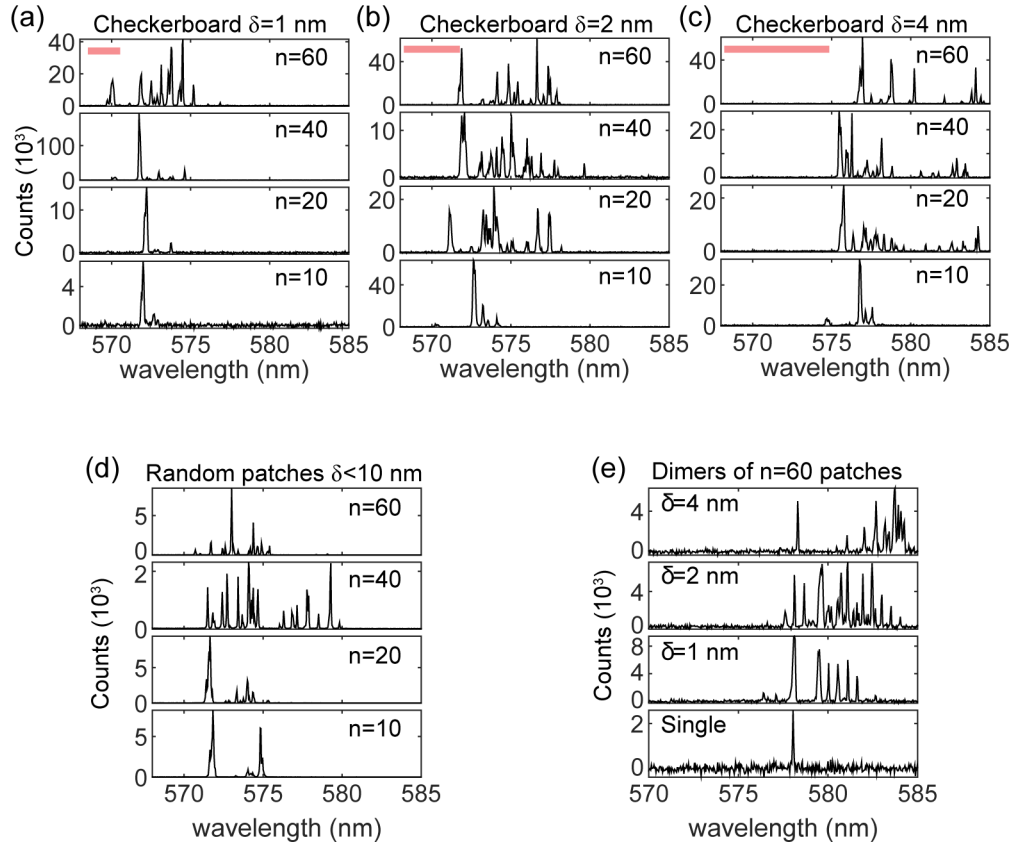 (a) Checkerboard δ=1 nm
(b) Checkerboard δ=2 nm
(c) Checkerboard δ=4 nm
Counts (10³)
40
20
0
n=60
100
0
n=40
10
0
n=20
4
0
n=10
570 575 580 585
wavelength (nm)
40
20
0
n=60
10
0
n=40
20
0
n=20
40
0
n=10
570 575 580 585
wavelength (nm)
40
0
n=60
20
0
n=40
20
0
n=20
20
0
n=10
570 575 580 585
wavelength (nm)
(d) Random patches δ<10 nm
Counts (10³)
5
0
n=60
2
0
n=40
5
0
n=20
5
0
n=10
570 575 580 585
wavelength (nm)
(e) Dimers of n=60 patches
Counts (10³)
4
0
δ=4 nm
4
0
δ=2 nm
8
4
0
δ=1 nm
2
0
Single
570 575 580 585
wavelength (nm)